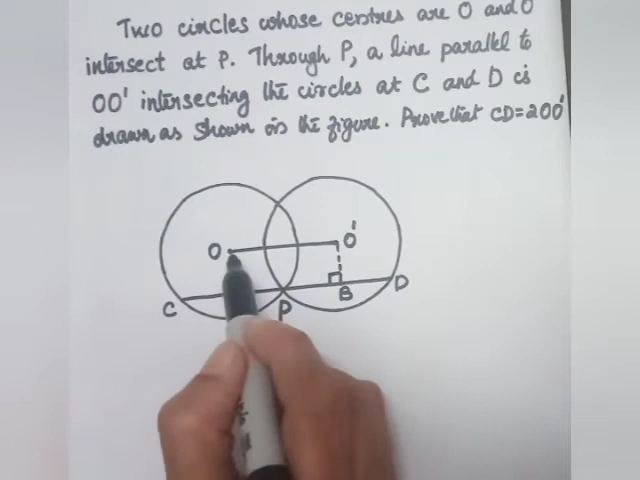 Two circles whose centres are O and O
intersect at P. Through P, a line parallel to
OO' intersecting the circles at C and D is
drawn as shown in the figure. Prove that CD=2OO'
O
O'
B
D
C
P